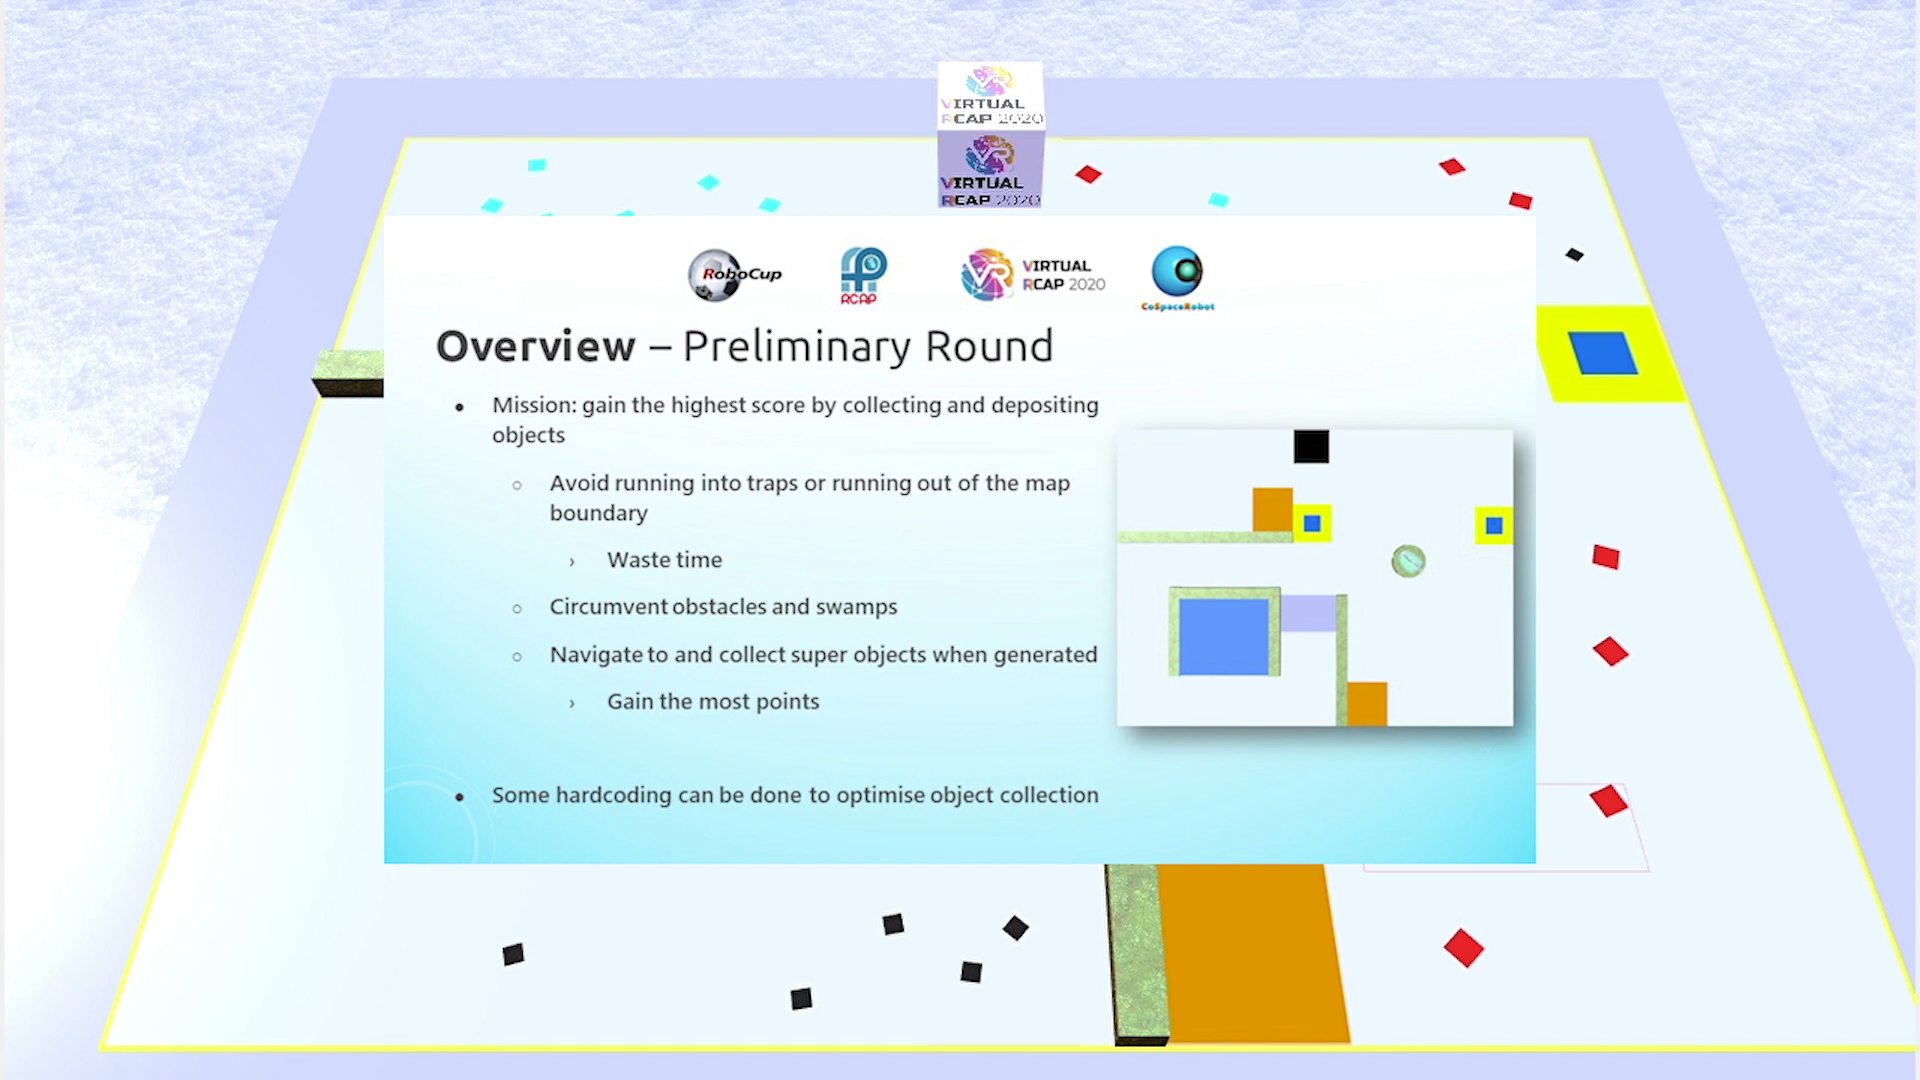 VIRTUAL
RCAP 2020
VIRTUAL
RCAP 2020
RoboCup
RCAP
VIRTUAL
RCAP 2020
CoSpaceRobot
Overview – Preliminary Round
• Mission: gain the highest score by collecting and depositing
objects
○ Avoid running into traps or running out of the map
boundary
› Waste time
○ Circumvent obstacles and swamps
○ Navigate to and collect super objects when generated
› Gain the most points
• Some hardcoding can be done to optimise object collection